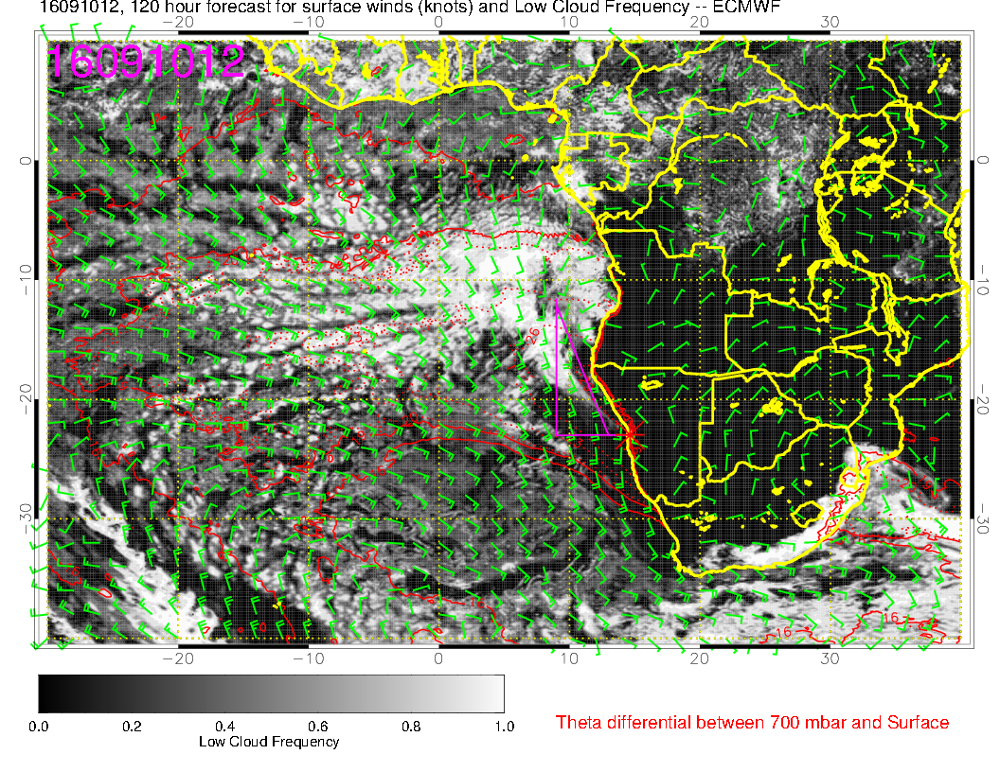 16091012, 120 hour forecast for surface winds (knots) and Low Cloud Frequency -- ECMWF
−20 −10 0 10 20 30
16091012
0 0
−10 −10
26
−20 −20
−30 −30
16 16
−20 −10 0 10 20 30
0.0 0.2 0.4 0.6 0.8 1.0
Low Cloud Frequency
Theta differential between 700 mbar and Surface